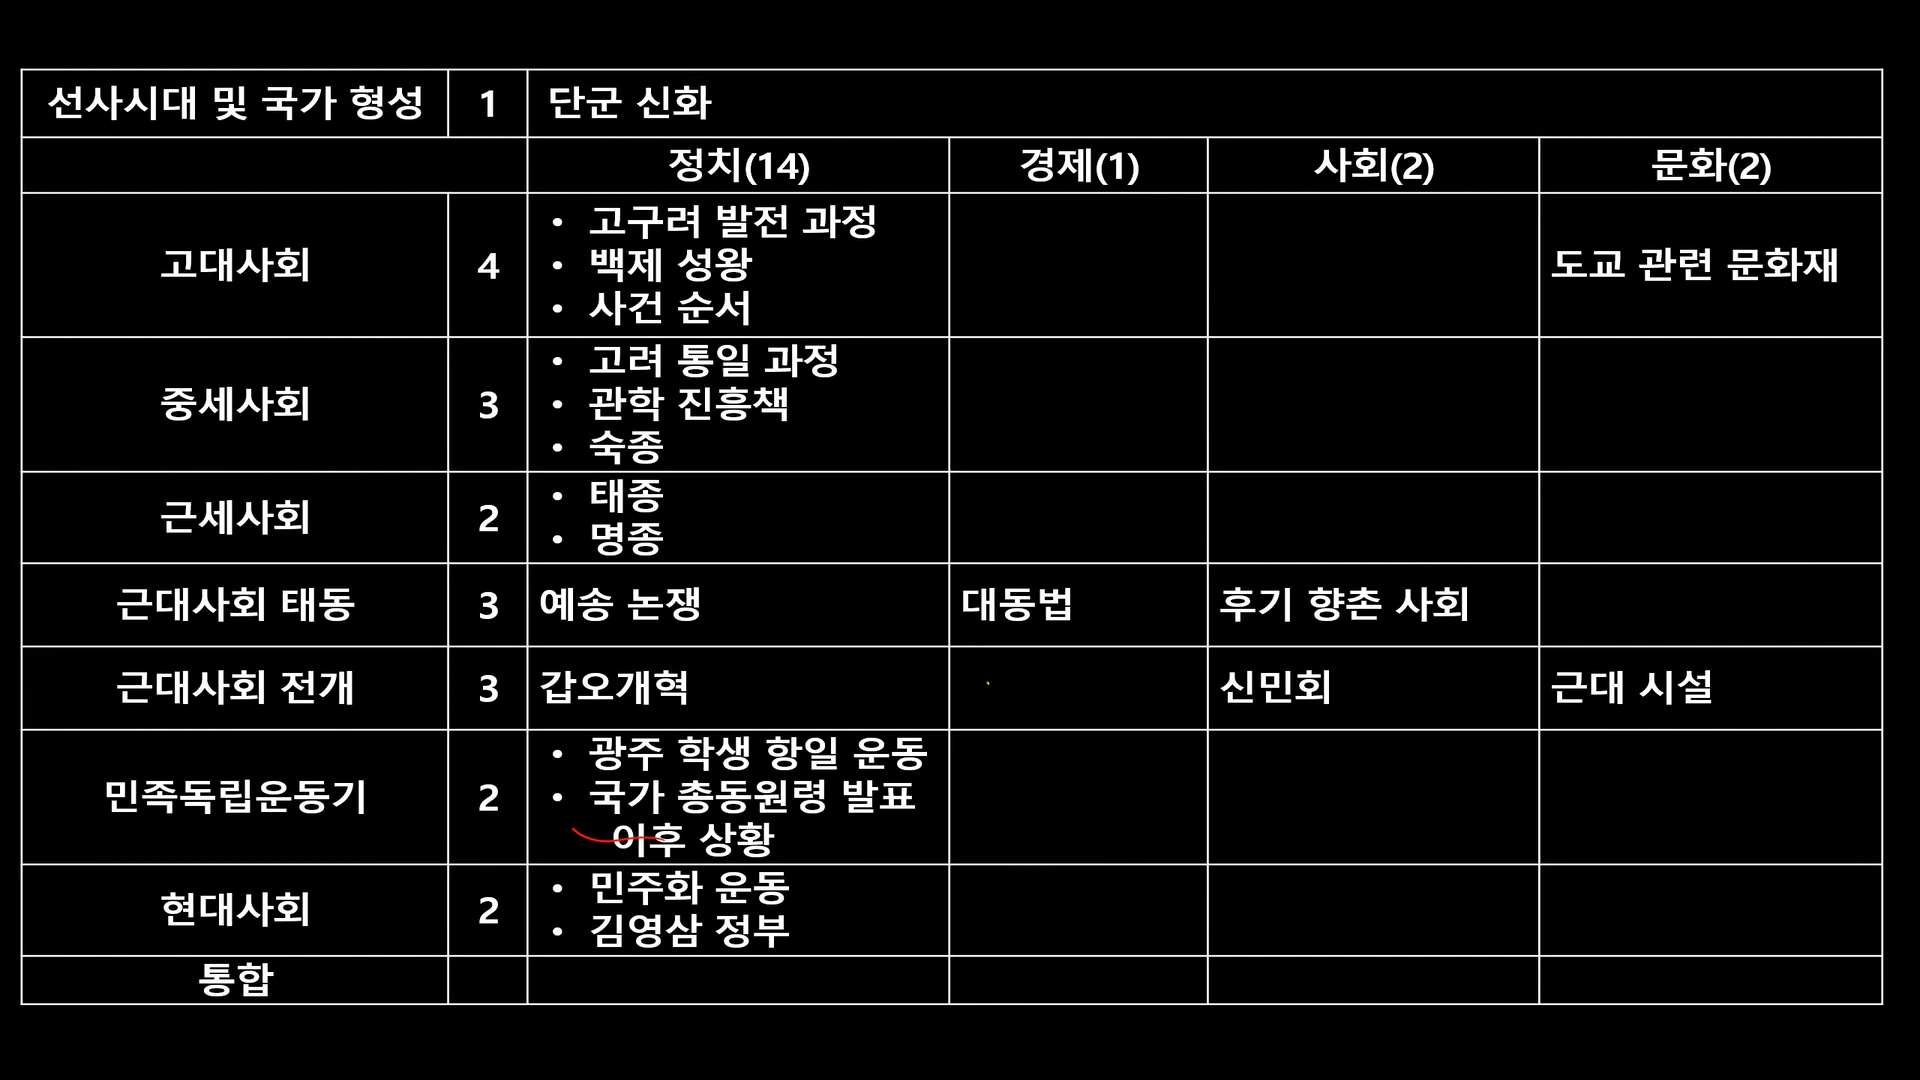 선사시대 및 국가 형성 1 단군 신화
정치(14) 경제(1) 사회(2) 문화(2)
고대사회 4
• 고구려 발전 과정
• 백제 성왕
• 사건 순서
도교 관련 문화재
중세사회 3
• 고려 통일 과정
• 관학 진흥책
• 숙종
근세사회 2
• 태종
• 명종
근대사회 태동 3 예송 논쟁 대동법 후기 향촌 사회
근대사회 전개 3 갑오개혁 신민회 근대 시설
민족독립운동기 2
• 광주 학생 항일 운동
• 국가 총동원령 발표
이후 상황
현대사회 2
• 민주화 운동
• 김영삼 정부
통합